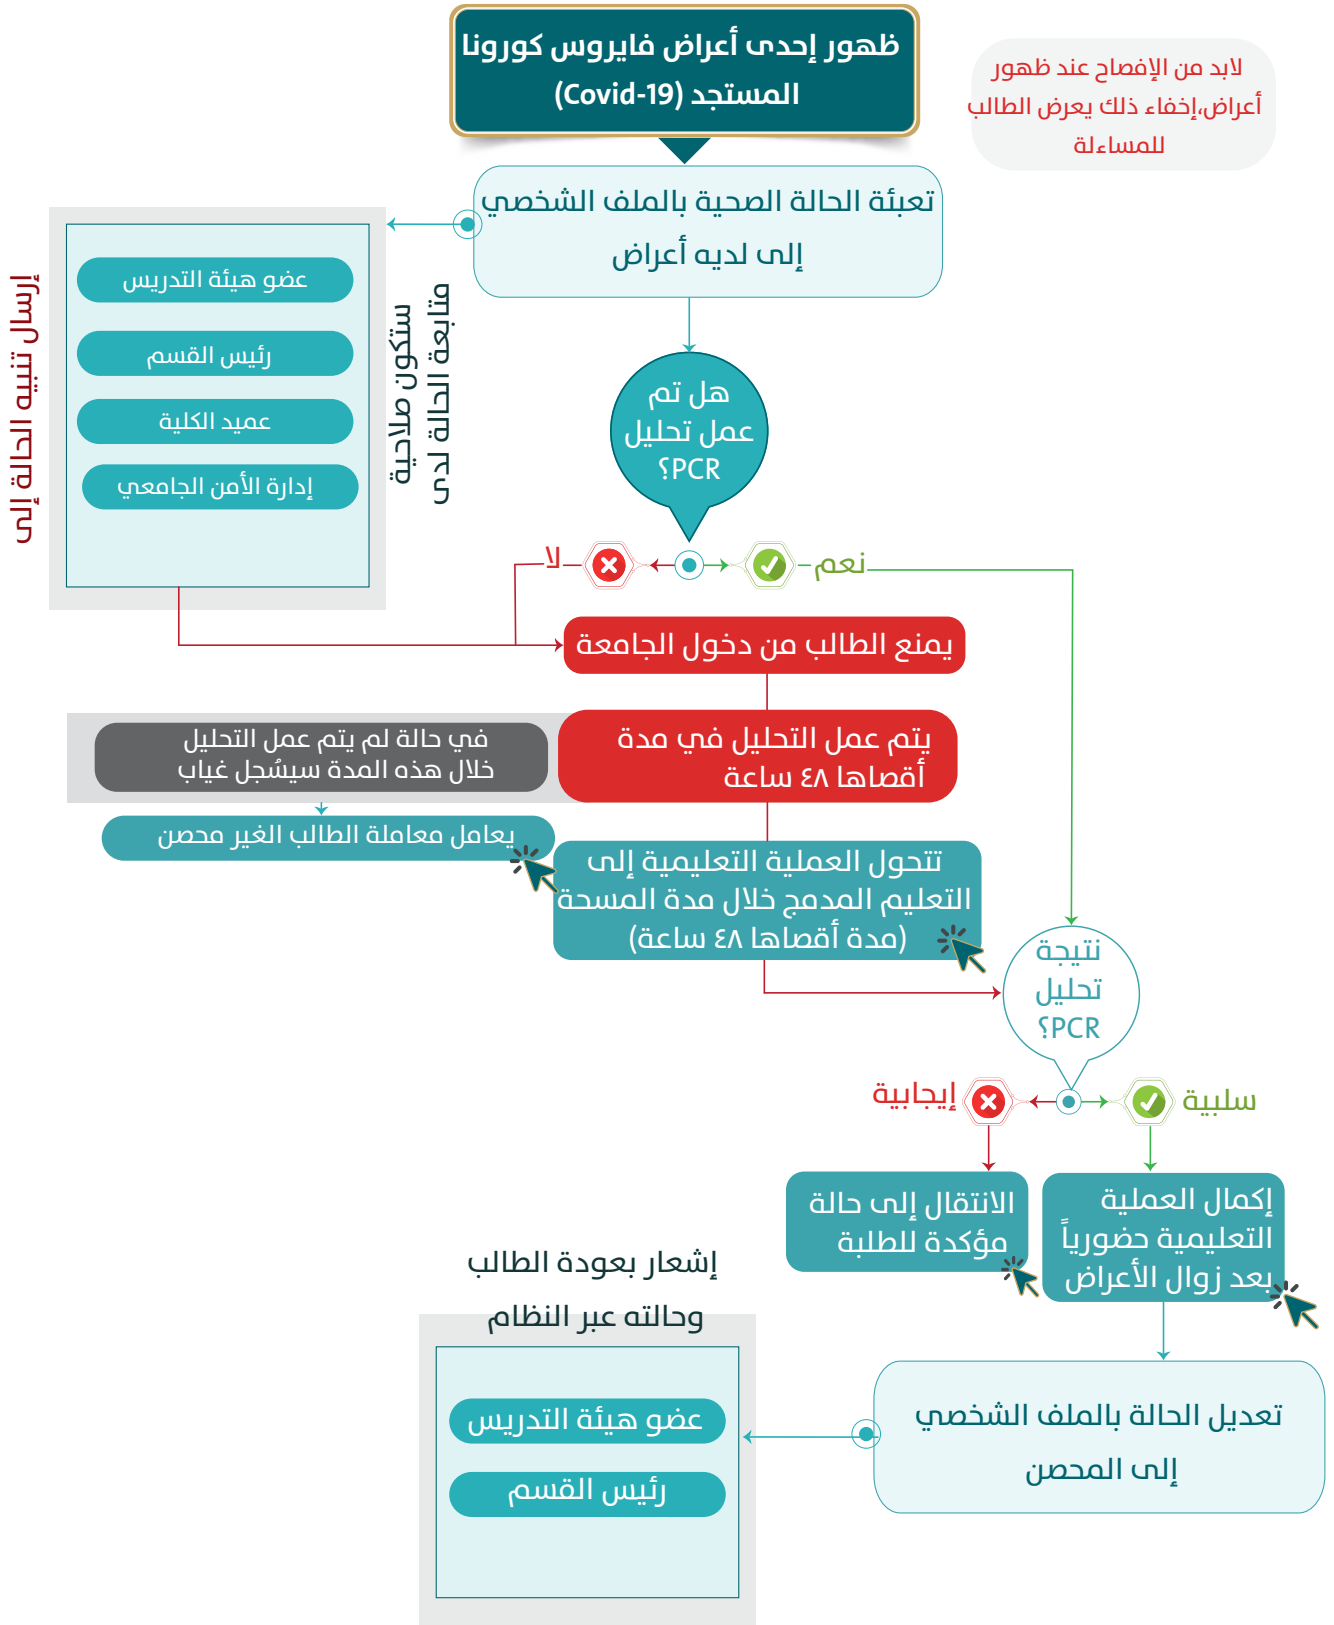 ظهور إحدى أعراض فايروس كورونا
المستجد (Covid-19)
لابد من الإفصاح عند ظهور
أعراض،إخفاء ذلك يعرض الطالب
للمساءلة
تعبئة الحالة الصحية بالملف الشخصي
إلى لديه أعراض
ستكون صلاحية
متابعة الحالة لدى
إرسال تنبيه الحالة إلى
عضو هيئة التدريس
رئيس القسم
عميد الكلية
إدارة الأمن الجامعي
هل تم
عمل تحليل
PCR؟
نعم
لا
يمنع الطالب من دخول الجامعة
يتم عمل التحليل في مدة
أقصاها ٤٨ ساعة
في حالة لم يتم عمل التحليل
خلال هذه المدة سيسُجل غياب
يعامل معاملة الطالب الغير محصن
تتحول العملية التعليمية إلى
التعليم المدمج خلال مدة المسحة
(مدة أقصاها ٤٨ ساعة)
نتيجة
تحليل
PCR؟
سلبية
إيجابية
إكمال العملية
التعليمية حضورياً
بعد زوال الأعراض
الانتقال إلى حالة
مؤكدة للطلبة
تعديل الحالة بالملف الشخصي
إلى المحصن
إشعار بعودة الطالب
وحالته عبر النظام
عضو هيئة التدريس
رئيس القسم